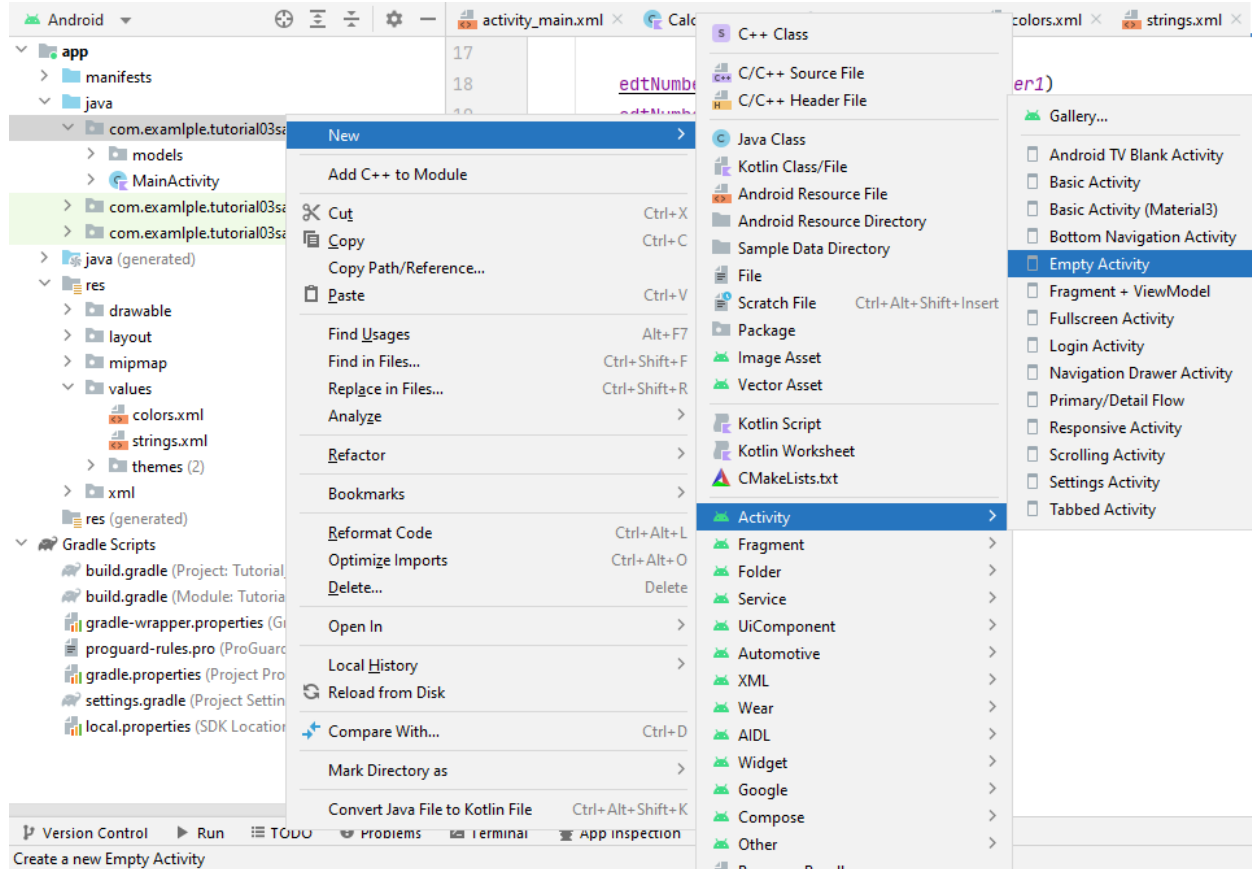 Android
activity_main.xml
Calc
colors.xml
strings.xml
app
manifests
java
com.examlple.tutorial03sa
models
MainActivity
com.examlple.tutorial03sa
com.examlple.tutorial03sa
java (generated)
res
drawable
layout
mipmap
values
colors.xml
strings.xml
themes (2)
xml
res (generated)
Gradle Scripts
build.gradle (Project: Tutorial_
build.gradle (Module: Tutoria
gradle-wrapper.properties (G
proguard-rules.pro (ProGuard
gradle.properties (Project Pro
settings.gradle (Project Settin
local.properties (SDK Location
17
18 edtNumbe er1)
19 edtNumbe
New
Add C++ to Module
Cut Ctrl+X
Copy Ctrl+C
Copy Path/Reference...
Paste Ctrl+V
Find Usages Alt+F7
Find in Files... Ctrl+Shift+F
Replace in Files... Ctrl+Shift+R
Analyze
Refactor
Bookmarks
Reformat Code Ctrl+Alt+L
Optimize Imports Ctrl+Alt+O
Delete... Delete
Open In
Local History
Reload from Disk
Compare With... Ctrl+D
Mark Directory as
Convert Java File to Kotlin File Ctrl+Alt+Shift+K
S C++ Class
C++ C/C++ Source File
H C/C++ Header File
C Java Class
Kotlin Class/File
Android Resource File
Android Resource Directory
Sample Data Directory
File
Scratch File Ctrl+Alt+Shift+Insert
Package
Image Asset
Vector Asset
Kotlin Script
Kotlin Worksheet
CMakeLists.txt
Activity
Fragment
Folder
Service
UiComponent
Automotive
XML
Wear
AIDL
Widget
Google
Compose
Other
Gallery...
Android TV Blank Activity
Basic Activity
Basic Activity (Material3)
Bottom Navigation Activity
Empty Activity
Fragment + ViewModel
Fullscreen Activity
Login Activity
Navigation Drawer Activity
Primary/Detail Flow
Responsive Activity
Scrolling Activity
Settings Activity
Tabbed Activity
Version Control
Run
TODO
Problems
Terminal
App Inspection
Create a new Empty Activity